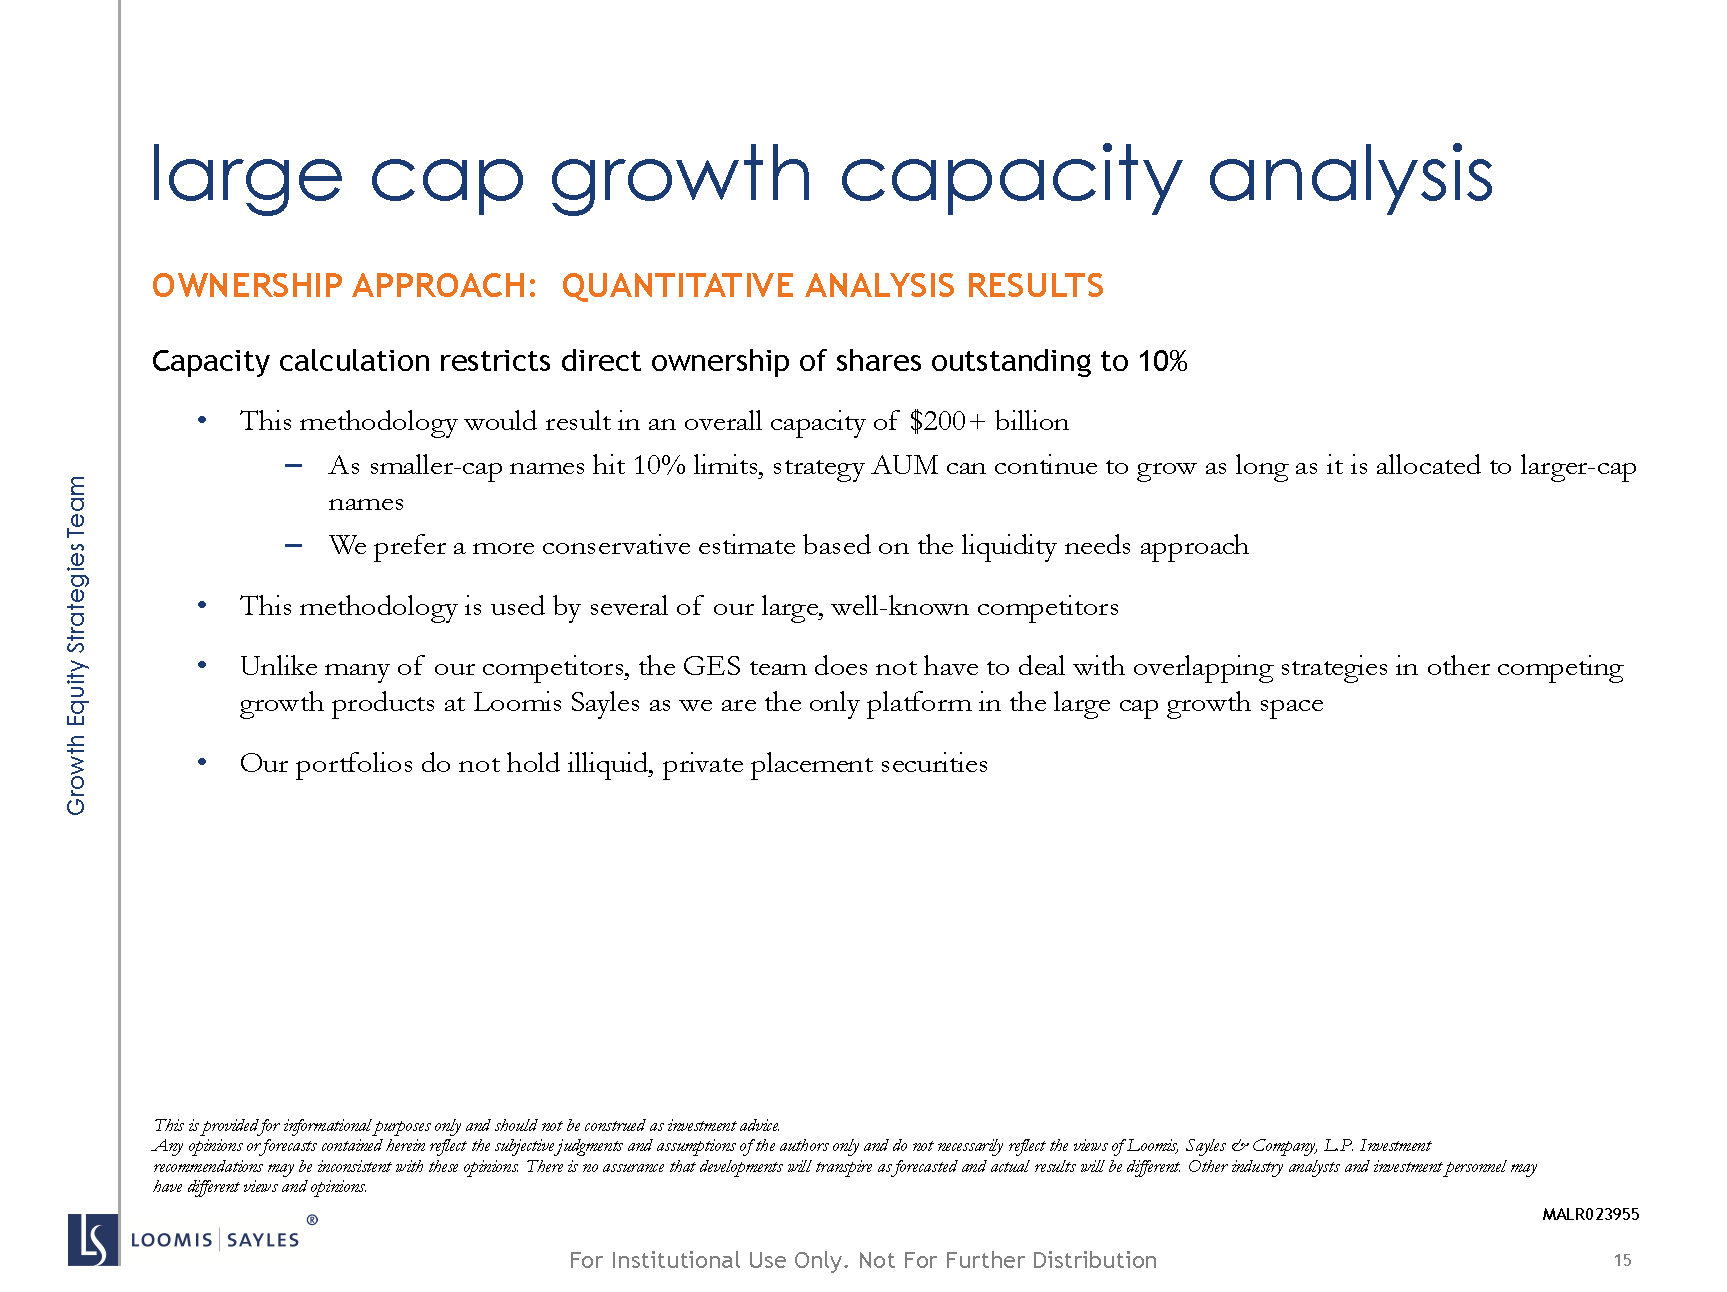 large cap growth capacity analysis
OWNERSHIP APPROACH: QUANTITATIVE ANALYSIS RESULTS
Capacity calculation restricts direct ownership of shares outstanding to 10%
• This methodology would result in an overall capacity of $200+ billion
– As smaller-cap names hit 10% limits, strategy AUM can continue to grow as long as it is allocated to larger-cap
names
– We prefer a more conservative estimate based on the liquidity needs approach
• This methodology is used by several of our large, well-known competitors
• Unlike many of our competitors, the GES team does not have to deal with overlapping strategies in other competing
growth products at Loomis Sayles as we are the only platform in the large cap growth space
• Our portfolios do not hold illiquid, private placement securities
Growth Equity Strategies Team
This is provided for informational purposes only and should not be construed as investment advice.
Any opinions or forecasts contained herein reflect the subjective judgments and assumptions of the authors only and do not necessarily reflect the views of Loomis, Sayles & Company, L.P. Investment
recommendations may be inconsistent with these opinions. There is no assurance that developments will transpire as forecasted and actual results will be different. Other industry analysts and investment personnel may
have different views and opinions.
MALR023955
LS LOOMIS | SAYLES ®
For Institutional Use Only. Not For Further Distribution
15